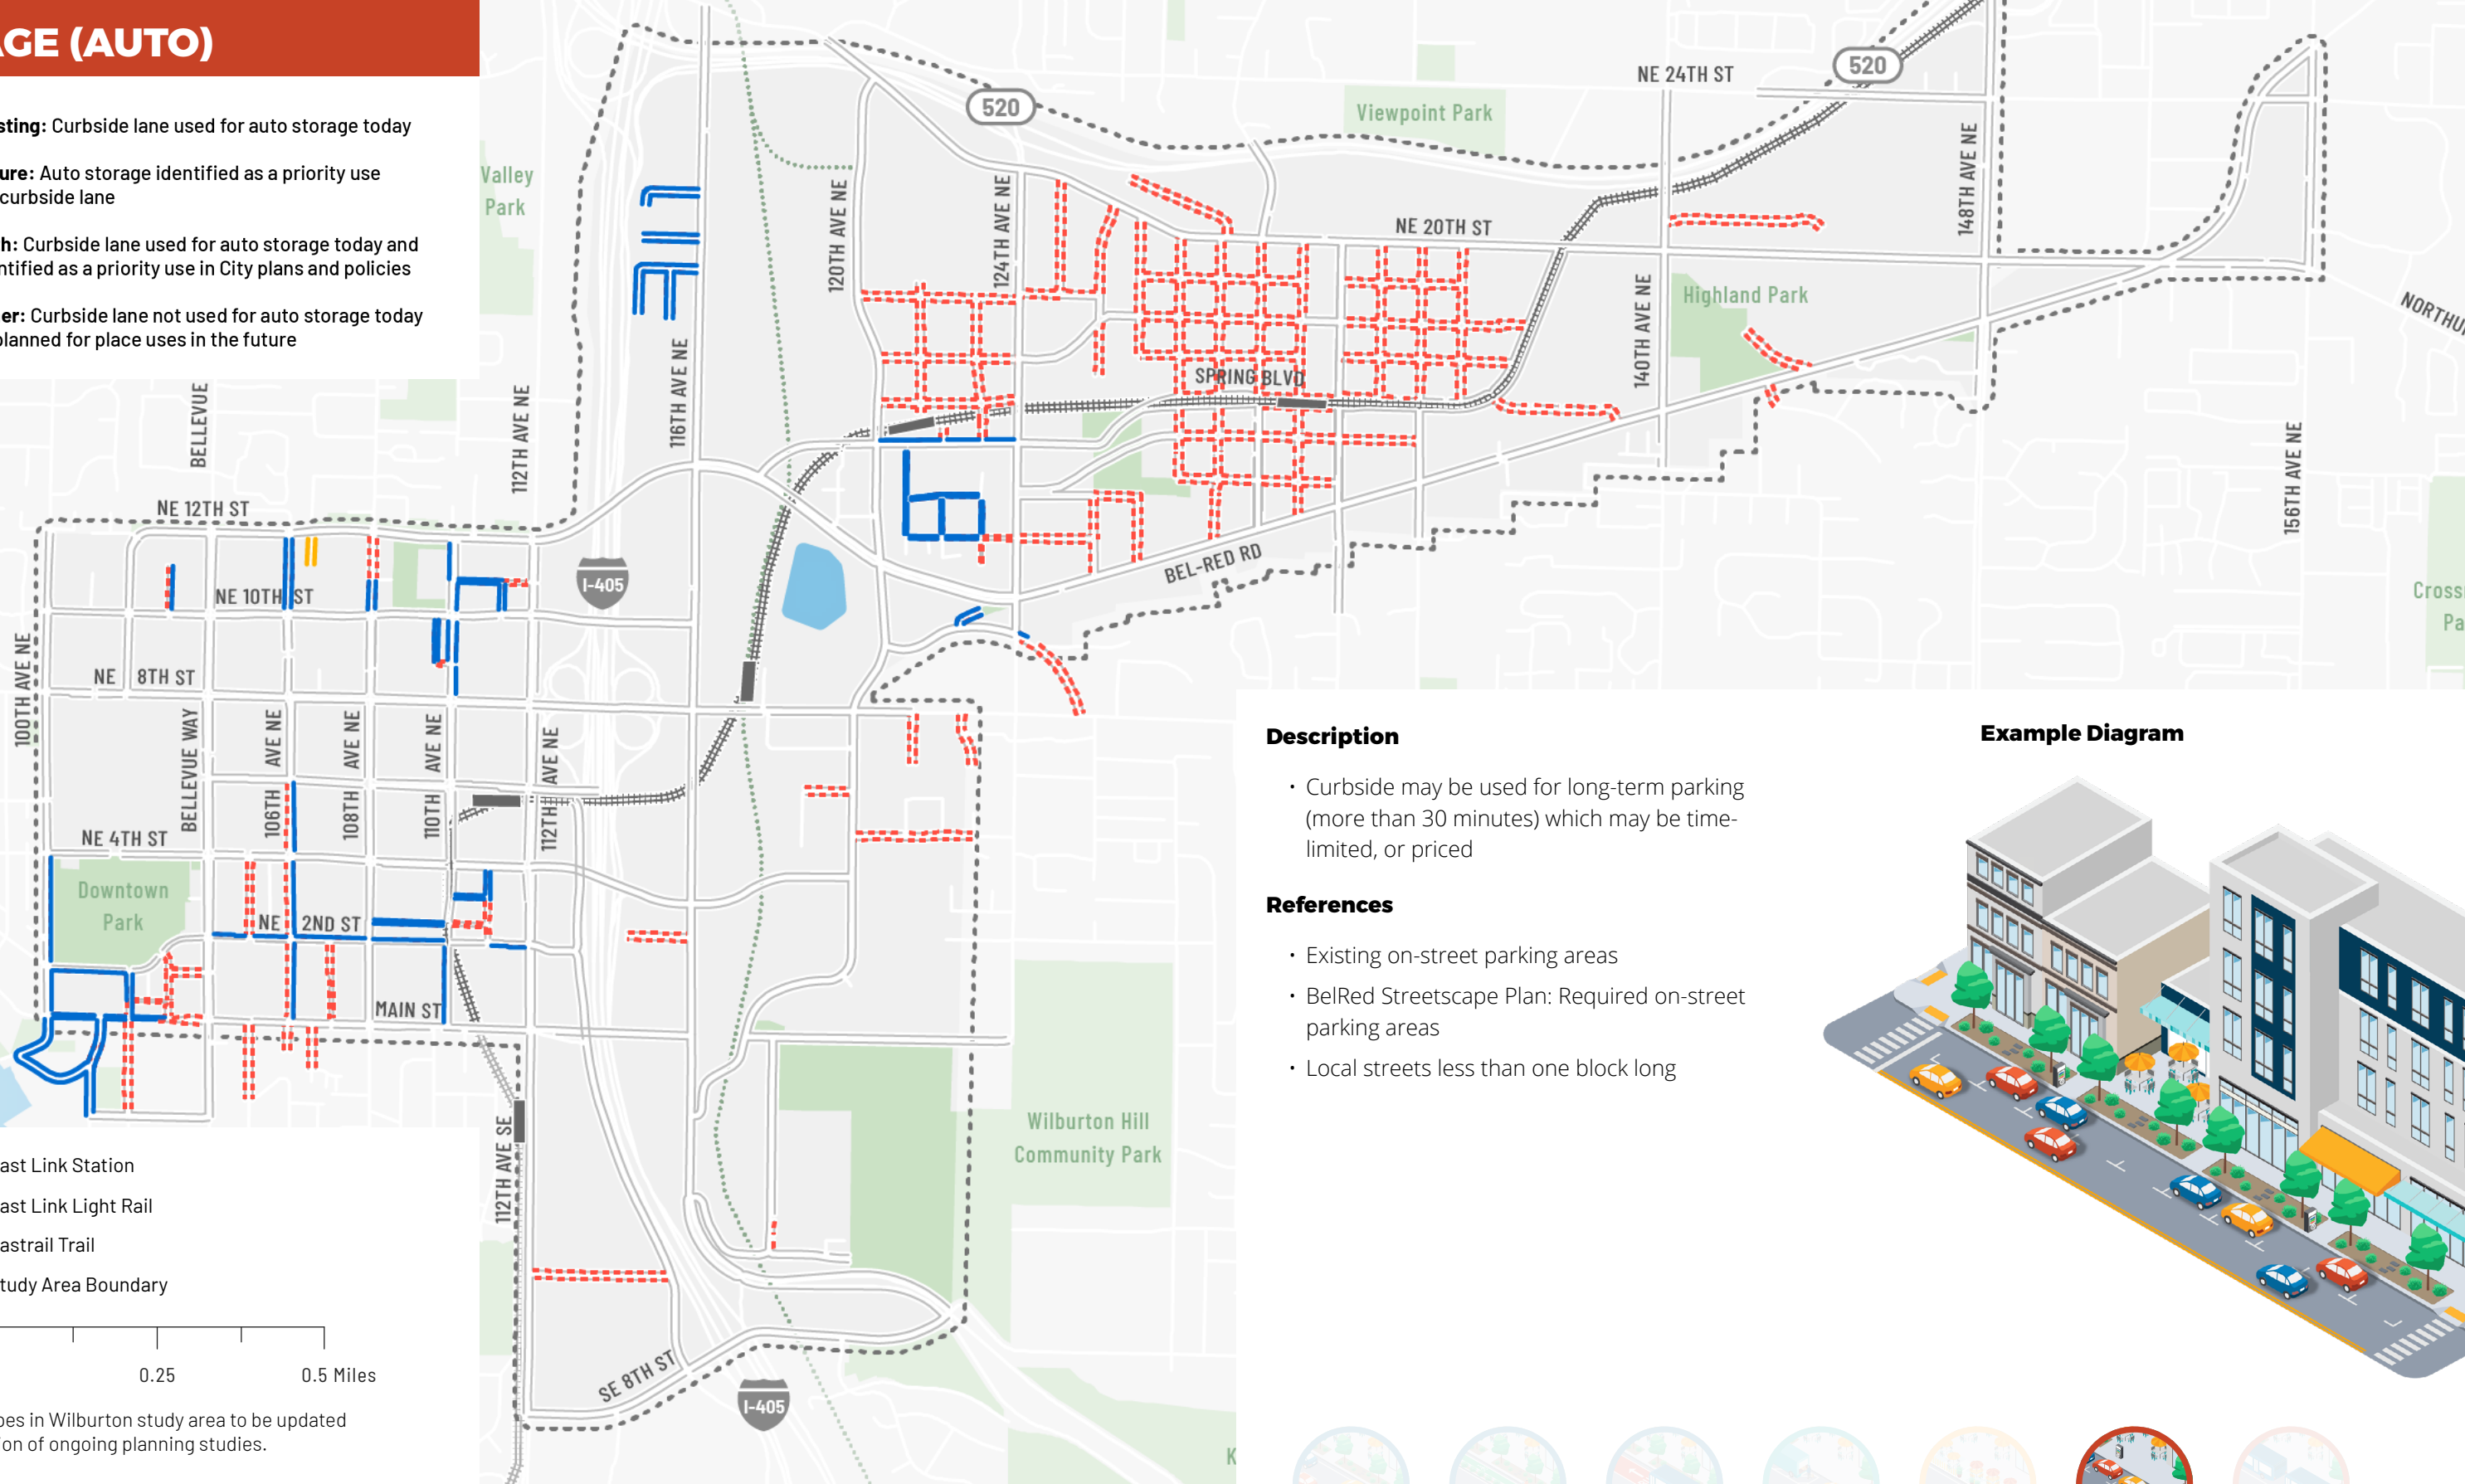 GE (AUTO)
sting: Curbside lane used for auto storage today
ure: Auto storage identified as a priority use
curbside lane
h: Curbside lane used for auto storage today and
ntified as a priority use in City plans and policies
er: Curbside lane not used for auto storage today
planned for place uses in the future
520
520
NE 24TH ST
Viewpoint Park
Valley
Park
120TH AVE NE
124TH AVE NE
NE 20TH ST
148TH AVE NE
140TH AVE NE
Highland Park
NORTHU
116TH AVE NE
SPRING BLVD
BELLEVUE
112TH AVE NE
156TH AVE NE
NE 12TH ST
BEL-RED RD
I-405
NE 10TH ST
Cross
Pa
100TH AVE NE
NE 8TH ST
BELLEVUE WAY
106TH AVE NE
108TH AVE NE
110TH AVE NE
112TH AVE NE
NE 4TH ST
Downtown
Park
NE 2ND ST
MAIN ST
Wilburton Hill
Community Park
112TH AVE SE
SE 8TH ST
I-405
K
ast Link Station
ast Link Light Rail
astrail Trail
tudy Area Boundary
0.25
0.5 Miles
pes in Wilburton study area to be updated
ion of ongoing planning studies.
Description
• Curbside may be used for long-term parking
(more than 30 minutes) which may be time-
limited, or priced
References
• Existing on-street parking areas
• BelRed Streetscape Plan: Required on-street
parking areas
• Local streets less than one block long
Example Diagram